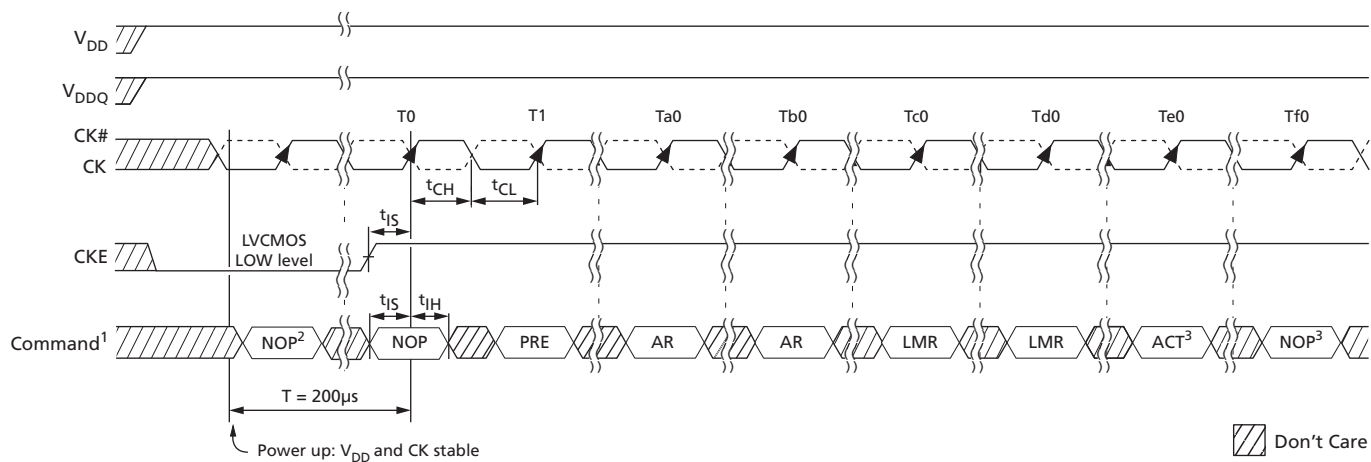 VDD
VDDQ
T0 T1 Ta0 Tb0 Tc0 Td0 Te0 Tf0
CK#
CK
tCH tCL
tIS
CKE
LVCMOS
LOW level
tIS tIH
Command¹ NOP² NOP PRE AR AR LMR LMR ACT³ NOP³
T = 200μs
Power up: VDD and CK stable
Don't Care